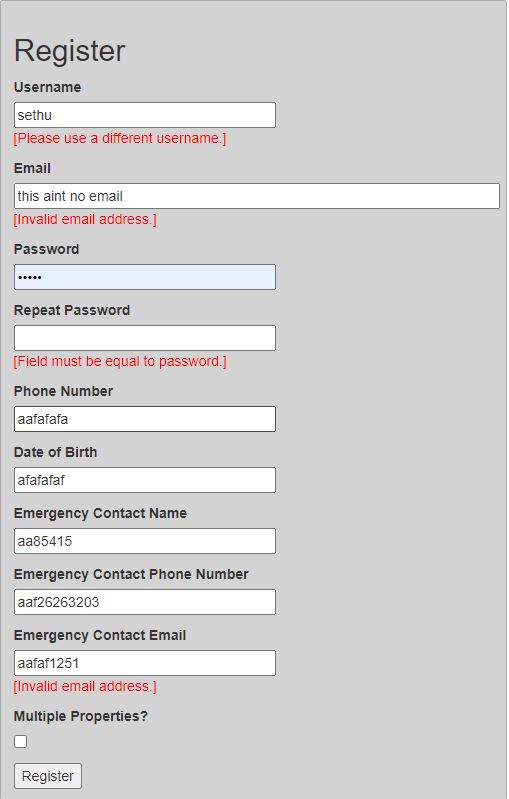 Register
Username
sethu
[Please use a different username.]
Email
this aint no email
[Invalid email address.]
Password
•••••
Repeat Password
[Field must be equal to password.]
Phone Number
aafafafa
Date of Birth
afafafaf
Emergency Contact Name
aa85415
Emergency Contact Phone Number
aaf26263203
Emergency Contact Email
aafaf1251
[Invalid email address.]
Multiple Properties?
Register